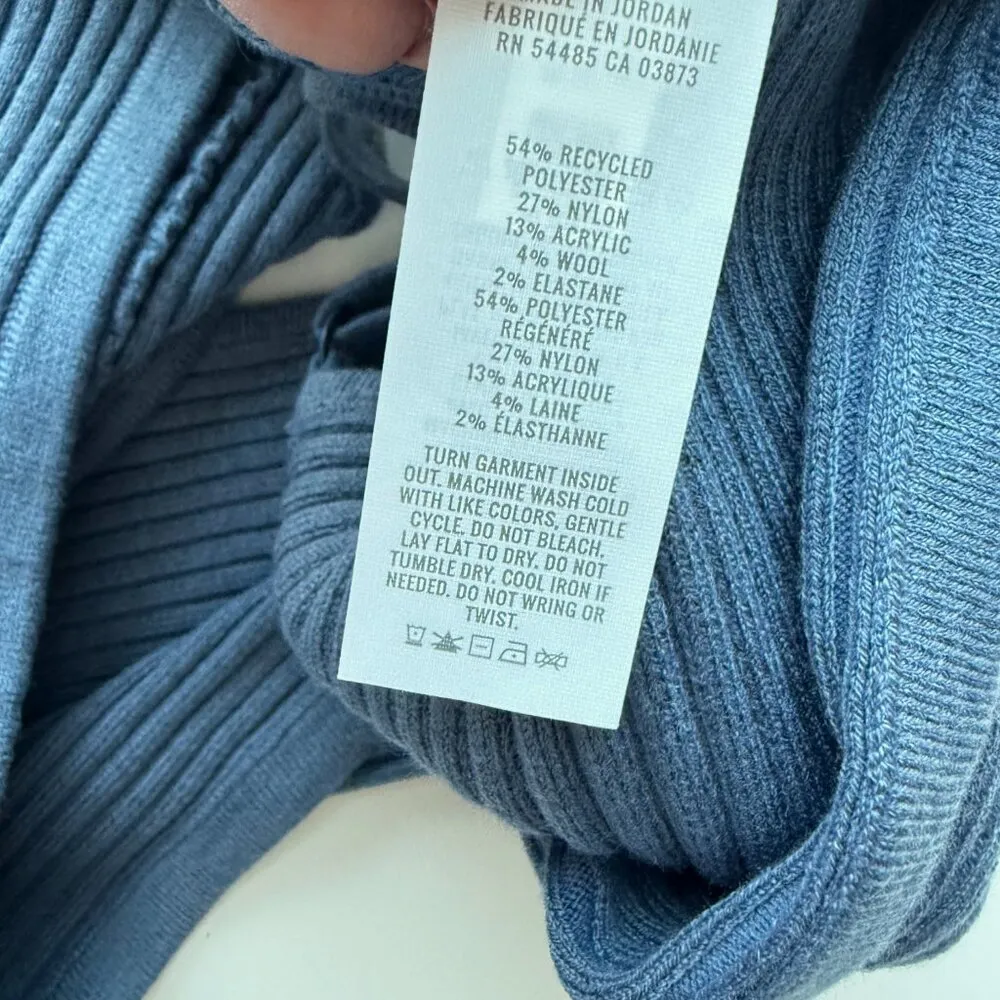 MADE IN JORDAN
FABRIQUÉ EN JORDANIE
RN 54485 CA 03873
54% RECYCLED
POLYESTER
27% NYLON
13% ACRYLIC
4% WOOL
2% ELASTANE
54% POLYESTER
RÉGÉNÉRÉ
27% NYLON
13% ACRYLIQUE
4% LAINE
2% ÉLASTHANNE
TURN GARMENT INSIDE
OUT. MACHINE WASH COLD
WITH LIKE COLORS, GENTLE
CYCLE. DO NOT BLEACH.
LAY FLAT TO DRY. DO NOT
TUMBLE DRY. COOL IRON IF
NEEDED. DO NOT WRING OR
TWIST.